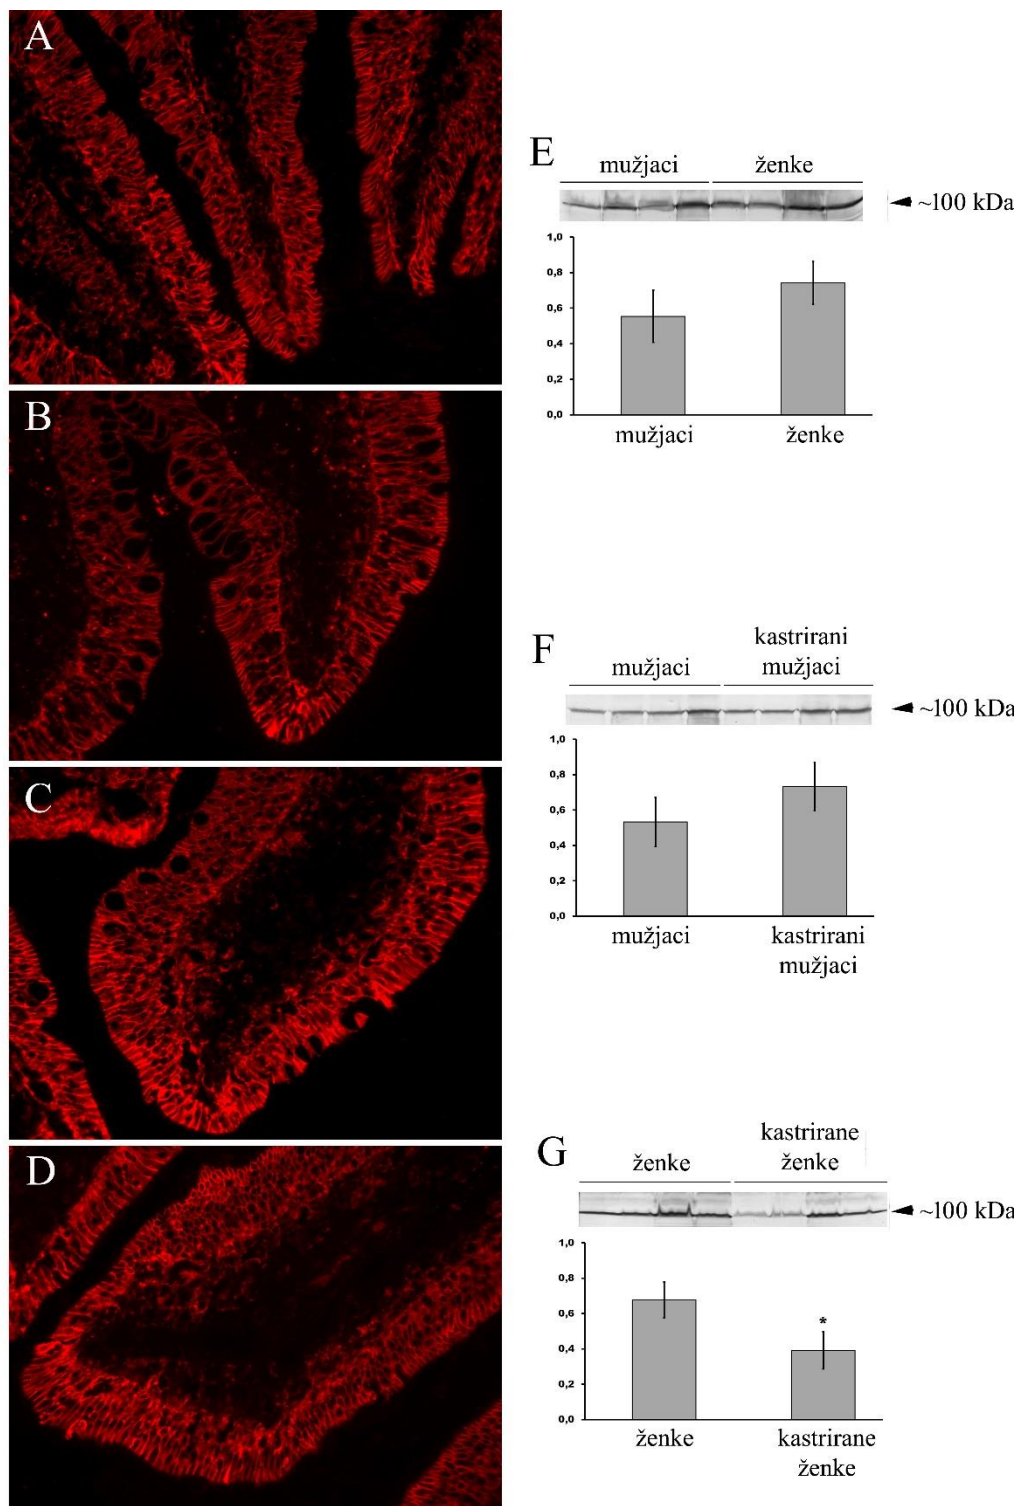 A
B
C
D
E
mužjaci ženke
~100 kDa
1,0
0,8
0,6
0,4
0,2
0,0
mužjaci ženke
F
mužjaci kastrirani
mužjaci
~100 kDa
1,0
0,8
0,6
0,4
0,2
0,0
mužjaci kastrirani
mužjaci
G
ženke kastrirane
ženke
~100 kDa
1,0
0,8
0,6
0,4
0,2
0,0
*
ženke kastrirane
ženke